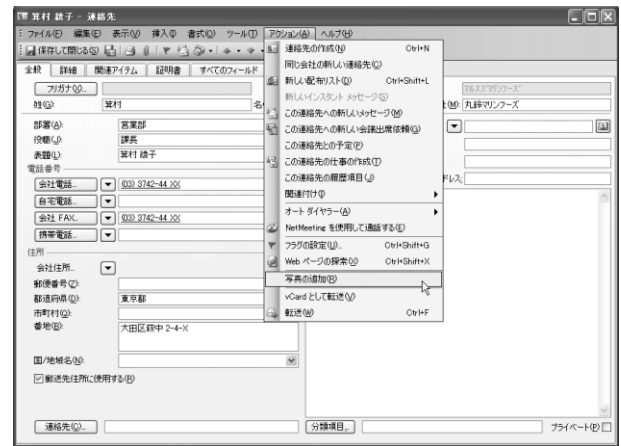 箕村 綾子 - 連絡先
ファイル(F) 編集(E) 表示(V) 挿入(I) 書式(O) ツール(T) アクション(A) ヘルプ(H)
保存して閉じる(S)
全般 詳細 関連アイテム 証明書 すべてのフィールド
フリガナ(X)... マルスズマリンフーズ
姓(G): 箕村 丸鈴マリンフーズ
部署(A): 営業部
役職(J): 課長
表題(L): 箕村 綾子
電話番号
会社電話... (03) 3742-44 XX
自宅電話...
会社 FAX... (03) 3742-44 XX
携帯電話...
住所
会社住所...
郵便番号(Z):
都道府県(D): 東京都
市町村(Q):
番地(B): 大田区萩中 2-4-X
国/地域名(N):
郵送先住所に使用する(R)
連絡先(C)... 分類項目... プライベート(P)
連絡先の作成(N) Ctrl+N
同じ会社の新しい連絡先(C)
新しい配布リスト(D) Ctrl+Shift+L
新しいインスタント メッセージ(S)
この連絡先への新しいメッセージ(M)
この連絡先への新しい会議出席依頼(Q)
この連絡先との予定(P)
この連絡先の仕事の作成(T)
この連絡先の履歴項目(J)
関連付け(I)
オート ダイヤラー(A)
NetMeeting を使用して通話する(E)
フラグの設定(U)... Ctrl+Shift+G
Web ページの探索(X) Ctrl+Shift+X
写真の追加(R)
vCard として転送(V)
転送(W) Ctrl+F